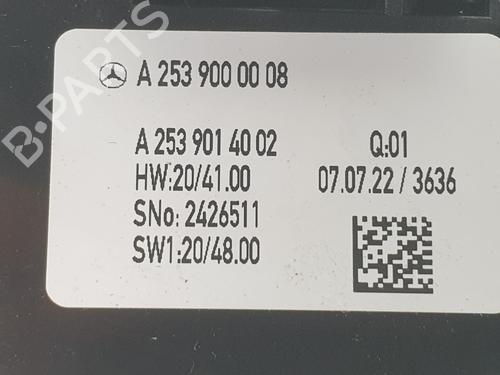 A 253 900 00 08
A 253 901 40 02 Q:01
HW:20/41.00 07.07.22 / 3636
SNo: 2426511
SW1:20/48.00
B-PARTS